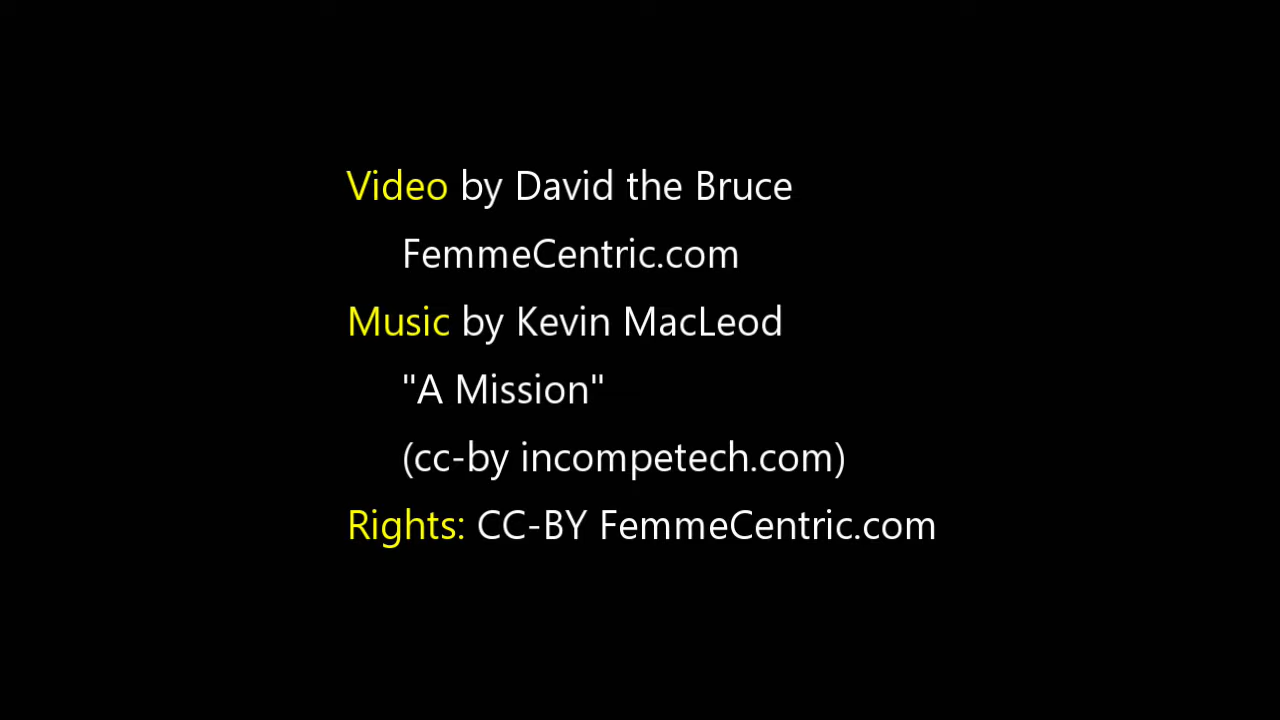 Video by David the Bruce
FemmeCentric.com
Music by Kevin MacLeod
"A Mission"
(cc-by incompetech.com)
Rights: CC-BY FemmeCentric.com